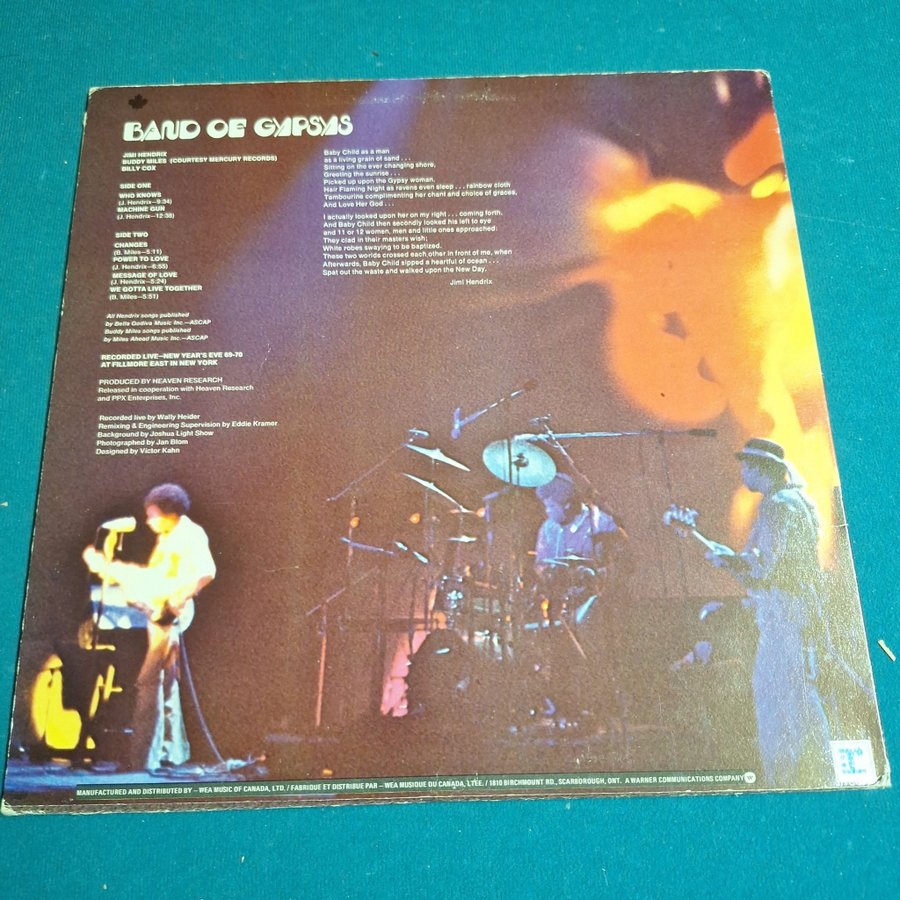 BAND OF GYPSYS
JIMI HENDRIX
BUDDY MILES (COURTESY MERCURY RECORDS)
BILLY COX
SIDE ONE
WHO KNOWS
(J. Hendrix—9:34)
MACHINE GUN
(J. Hendrix—12:38)
SIDE TWO
CHANGES
(B. Miles—5:11)
POWER TO LOVE
(J. Hendrix—6:55)
MESSAGE OF LOVE
(J. Hendrix—5:24)
WE GOTTA LIVE TOGETHER
(B. Miles—5:51)
All Hendrix songs published
by Bella Godiva Music Inc.—ASCAP
Buddy Miles songs published
by Miles Ahead Music Inc.—ASCAP
RECORDED LIVE—NEW YEAR'S EVE 69-70
AT FILLMORE EAST IN NEW YORK
PRODUCED BY HEAVEN RESEARCH
Released in cooperation with Heaven Research
and PPX Enterprises, Inc.
Recorded live by Wally Heider
Remixing & Engineering Supervision by Eddie Kramer
Background by Joshua Light Show
Photographed by Jan Blom
Designed by Victor Kahn
Baby Child as a man
as a living grain of sand . . .
Sitting on the ever changing shore,
Greeting the sunrise . . .
Picked up upon the Gypsy woman.
Hair Flaming Night as ravens even sleep . . . rainbow cloth
Tambourine complimenting her chant and choice of graces,
And Love Her God . . .
I actually looked upon her on my right . . . coming forth.
And Baby Child then secondly looked his left to eye
and 11 or 12 women, men and little ones approached:
They clad in their masters wish;
White robes swaying to be baptized.
These two worlds crossed each other in front of me, when
Afterwards, Baby Child sipped a heartful of ocean . . .
Spat out the waste and walked upon the New Day.
Jimi Hendrix
MANUFACTURED AND DISTRIBUTED BY – WEA MUSIC OF CANADA, LTD. / FABRIQUE ET DISTRIBUE PAR – WEA MUSIQUE DU CANADA, LTEE. / 1810 BIRCHMOUNT RD., SCARBOROUGH, ONT. A WARNER COMMUNICATIONS COMPANY